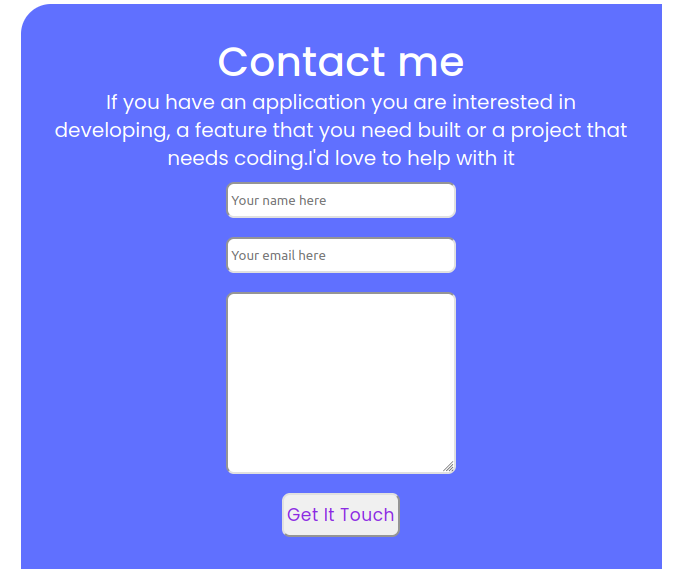 Contact me
If you have an application you are interested in
developing, a feature that you need built or a project that
needs coding.I'd love to help with it
Your name here
Your email here
Get It Touch